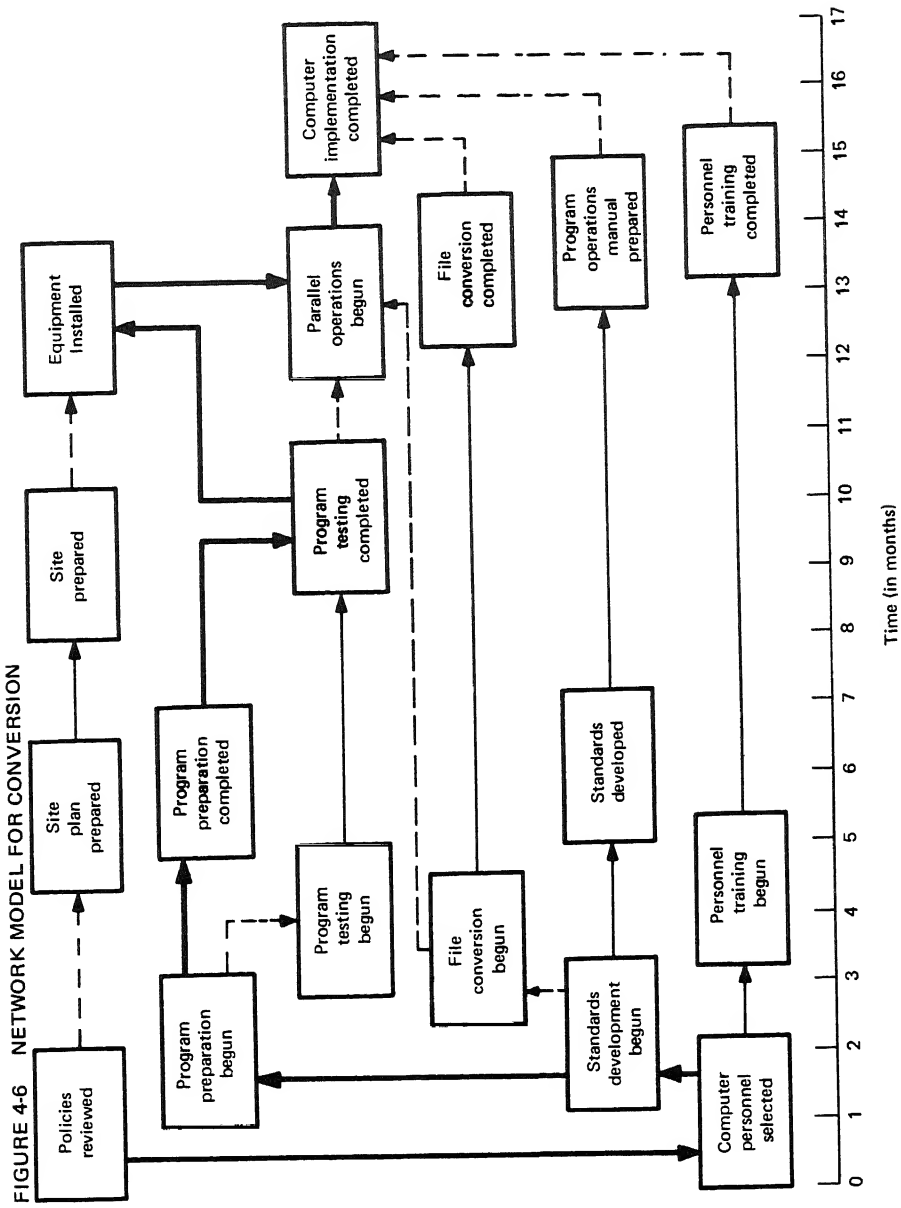 FIGURE 4-6 NETWORK MODEL FOR CONVERSION
Policies
reviewed
Site
plan
prepared
Site
prepared
Equipment
Installed
Program
preparation
begun
Program
preparation
completed
Program
testing
begun
Program
testing
completed
Parallel
operations
begun
Computer
implementation
completed
File
conversion
begun
File
conversion
completed
Standards
development
begun
Standards
developed
Program
operations
manual
prepared
Computer
personnel
selected
Personnel
training
begun
Personnel
training
completed
0 1 2 3 4 5 6 7 8 9 10 11 12 13 14 15 16 17
Time (in months)